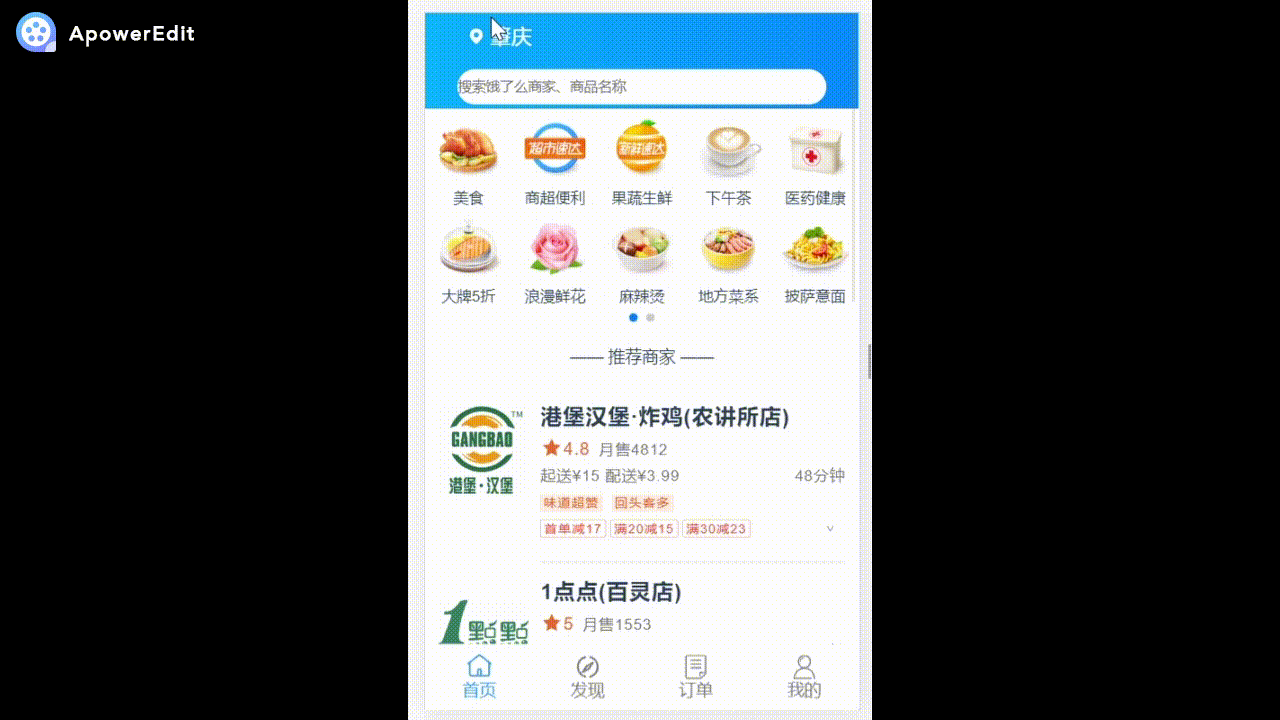 ApowerEdit
肇庆
搜索饿了么商家、商品名称
超市速达
新鲜速达
美食 商超便利 果蔬生鲜 下午茶 医药健康
大牌5折 浪漫鲜花 麻辣烫 地方菜系 披萨意面
—— 推荐商家 ——
港堡汉堡·炸鸡(农讲所店)
GANGBAO
TM
港堡·汉堡
4.8 月售4812
起送¥15 配送¥3.99 48分钟
味道超赞 回头客多
首单减17 满20减15 满30减23
1点点(百灵店)
1點點
5 月售1553
首页 发现 订单 我的